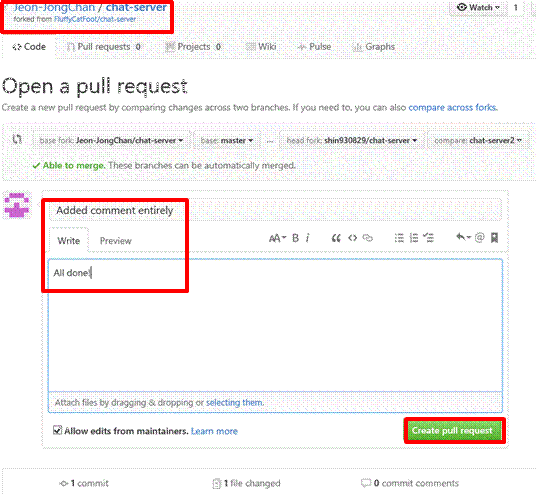 Jeon-JongChan / chat-server
Watch 1
forked from FluffyCatFoot/chat-server
Code Pull requests 0 Projects 0 Wiki Pulse Graphs
Open a pull request
Create a new pull request by comparing changes across two branches. If you need to, you can also compare across forks.
base fork: Jeon-JongChan/chat-server base: master ... head fork: shin930829/chat-server compare: chat-server2
Able to merge. These branches can be automatically merged.
Added comment entirely
Write Preview AA B i “ <> @
All done!
Attach files by dragging & dropping or selecting them.
Allow edits from maintainers. Learn more
Create pull request
1 commit 1 file changed 0 commit comments